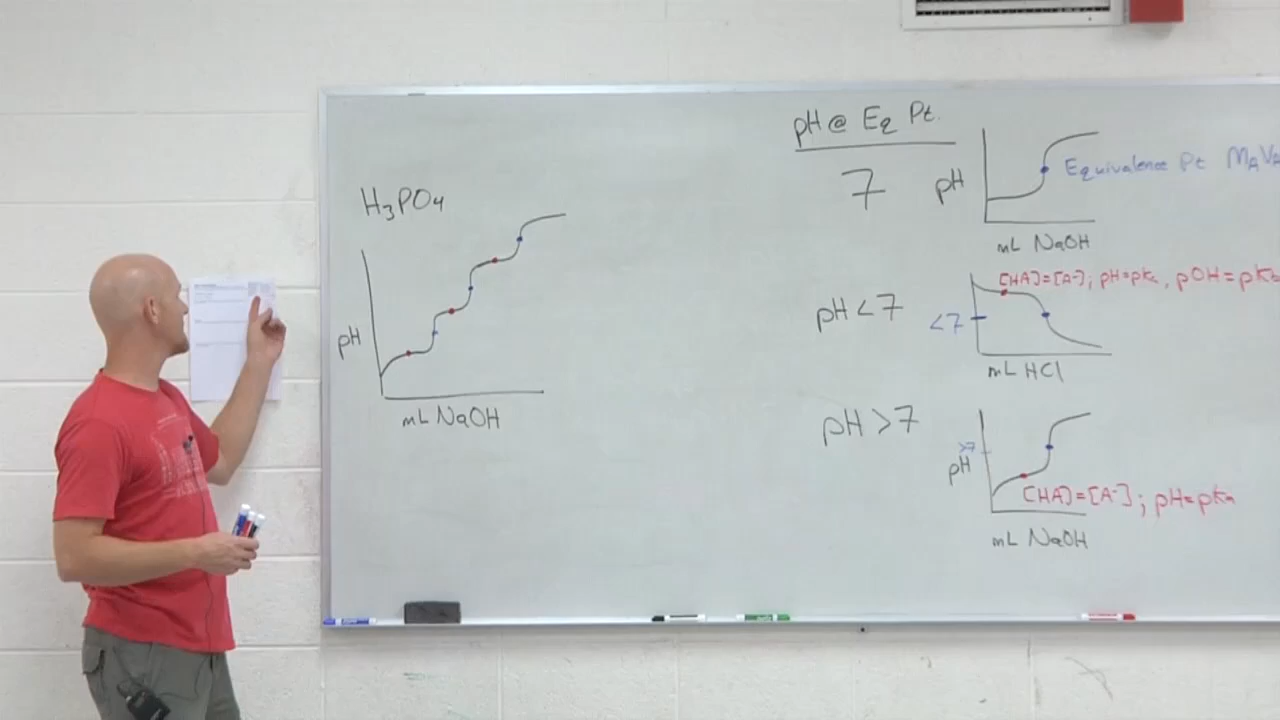 H₃PO₄
pH
mL NaOH
pH @ Eq Pt.
7
pH
Equivalence Pt MAVA
mL NaOH
pH < 7
<7
[HA]=[A-]; pH=pKa, pOH=pKb
mL HCl
pH > 7
>7
pH
[HA]=[A-]; pH=pKa
mL NaOH